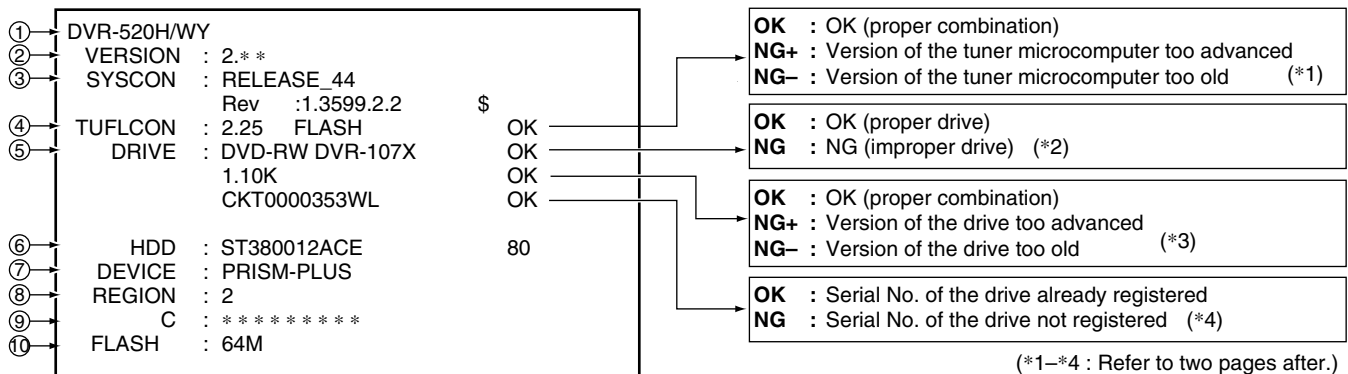 ① DVR-520H/WY
② VERSION : 2.* *
③ SYSCON : RELEASE_44
Rev :1.3599.2.2 $
④ TUFLCON : 2.25 FLASH OK
⑤ DRIVE : DVD-RW DVR-107X OK
1.10K OK
CKT0000353WL OK
⑥ HDD : ST380012ACE 80
⑦ DEVICE : PRISM-PLUS
⑧ REGION : 2
⑨ C : * * * * * * * * *
⑩ FLASH : 64M
OK : OK (proper combination)
NG+ : Version of the tuner microcomputer too advanced
NG– : Version of the tuner microcomputer too old (*1)
OK : OK (proper drive)
NG : NG (improper drive) (*2)
OK : OK (proper combination)
NG+ : Version of the drive too advanced
NG– : Version of the drive too old (*3)
OK : Serial No. of the drive already registered
NG : Serial No. of the drive not registered (*4)
(*1–*4 : Refer to two pages after.)